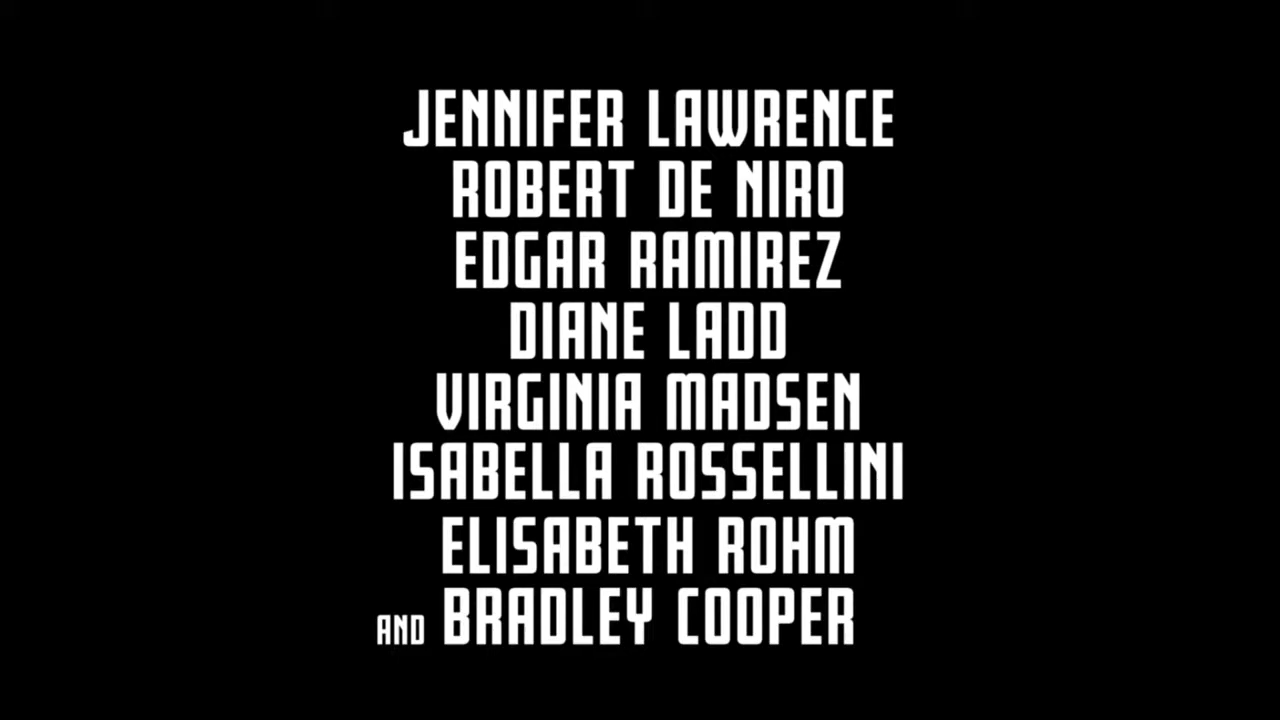 JENNIFER LAWRENCE
ROBERT DE NIRO
EDGAR RAMIREZ
DIANE LADD
VIRGINIA MADSEN
ISABELLA ROSSELLINI
ELISABETH ROHM
AND BRADLEY COOPER